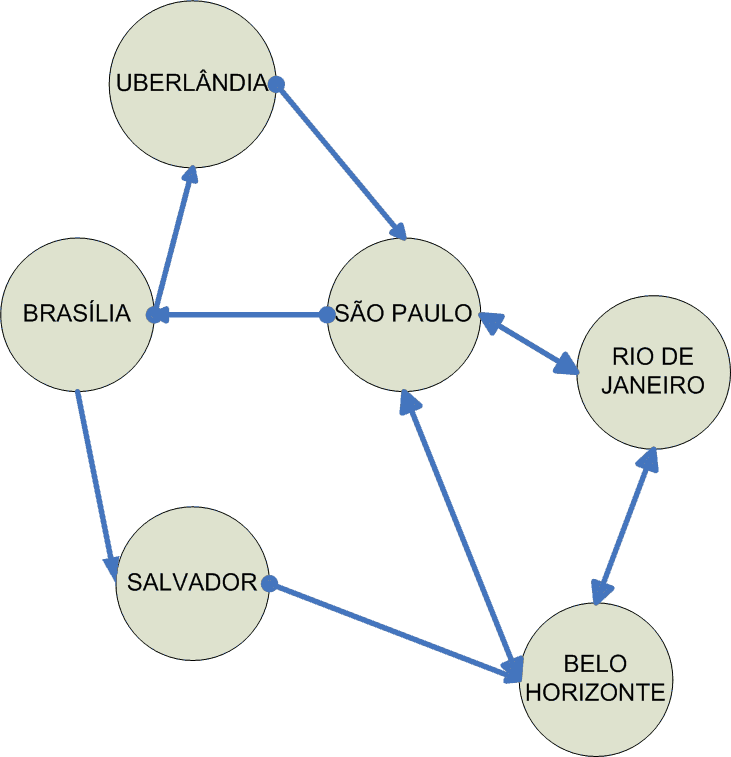 UBERLÂNDIA
BRASÍLIA
SÃO PAULO
RIO DE
JANEIRO
SALVADOR
BELO
HORIZONTE